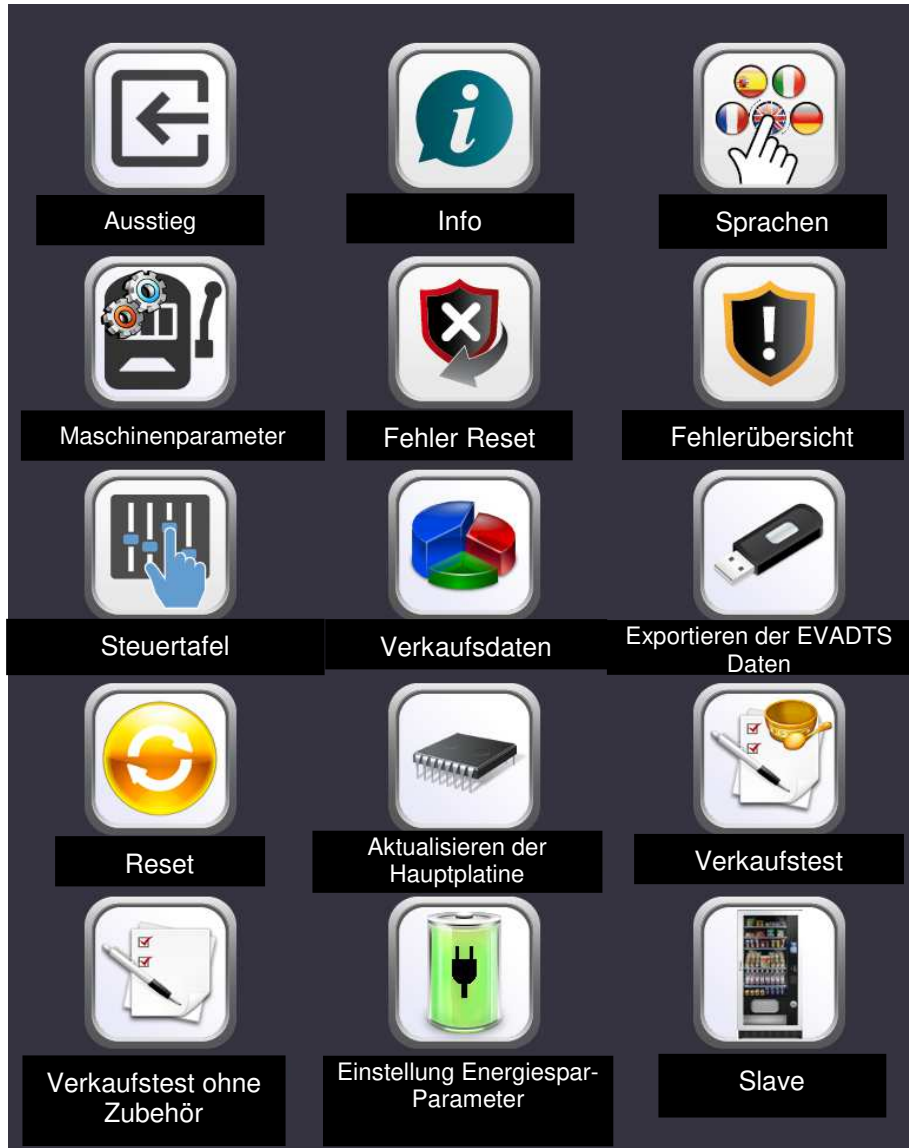 Ausstieg
Info
Sprachen
Maschinenparameter
Fehler Reset
Fehlerübersicht
Steuertafel
Verkaufsdaten
Exportieren der EVADTS
Daten
Reset
Aktualisieren der
Hauptplatine
Verkaufstest
Verkaufstest ohne
Zubehör
Einstellung Energiespar-
Parameter
Slave